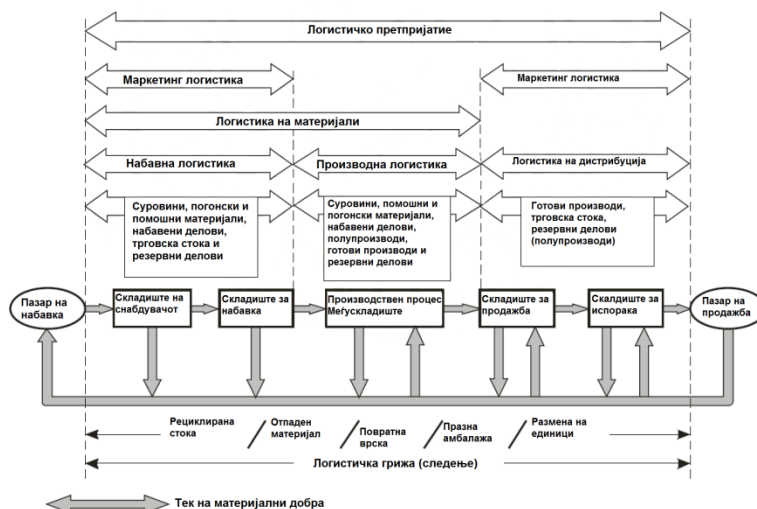 Логистичко претпријатие
Маркетинг логистика
Маркетинг логистика
Логистика на материјали
Набавна логистика
Производна логистика
Логистика на дистрибуција
Суровини, погонски и
помошни материјали,
набавени делови,
трговска стока и
резервни делови
Суровини, помошни и
погонски материјали,
набавени делови,
полупроизводи,
готови производи и
резервни делови
Готови производи,
трговска стока,
резервни делови
(полупроизводи)
Пазар на
набавка
Складиште на
снабдувачот
Складиште за
набавка
Производствен процес
Меѓускладиште
Складиште за
продажба
Скалдиште за
испорака
Пазар на
продажба
Рециклирана
стока
Отпаден
материјал
Повратна
врска
Празна
амбалажа
Размена на
единици
Логистичка грижа (следење)
Тек на материјални добра